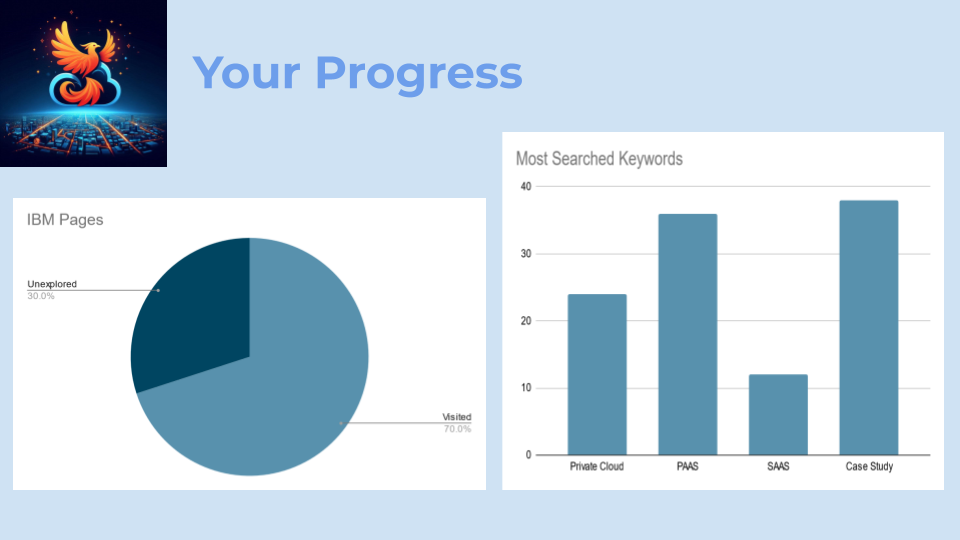 Your Progress
IBM Pages
Unexplored
30.0%
Visited
70.0%
Most Searched Keywords
40
30
20
10
0
Private Cloud
PAAS
SAAS
Case Study